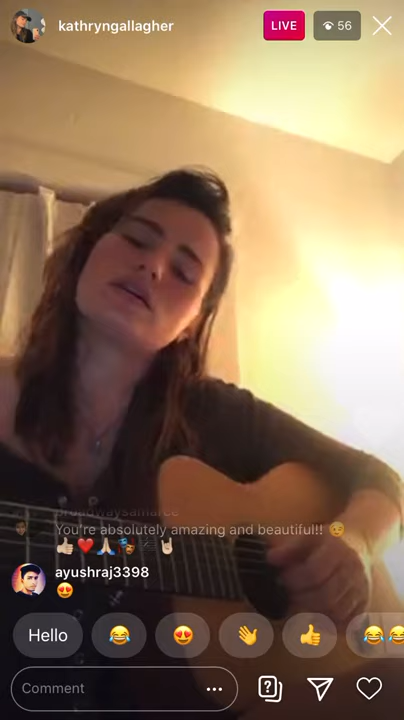 kathryngallagher
LIVE
56
You're absolutely amazing and beautiful!! ☺️
👍🏻❤️🙏🏻🎭🎼🤘🏻
ayushraj3398
😍
Hello 😂 😍 👋 👍 😂😂
Comment